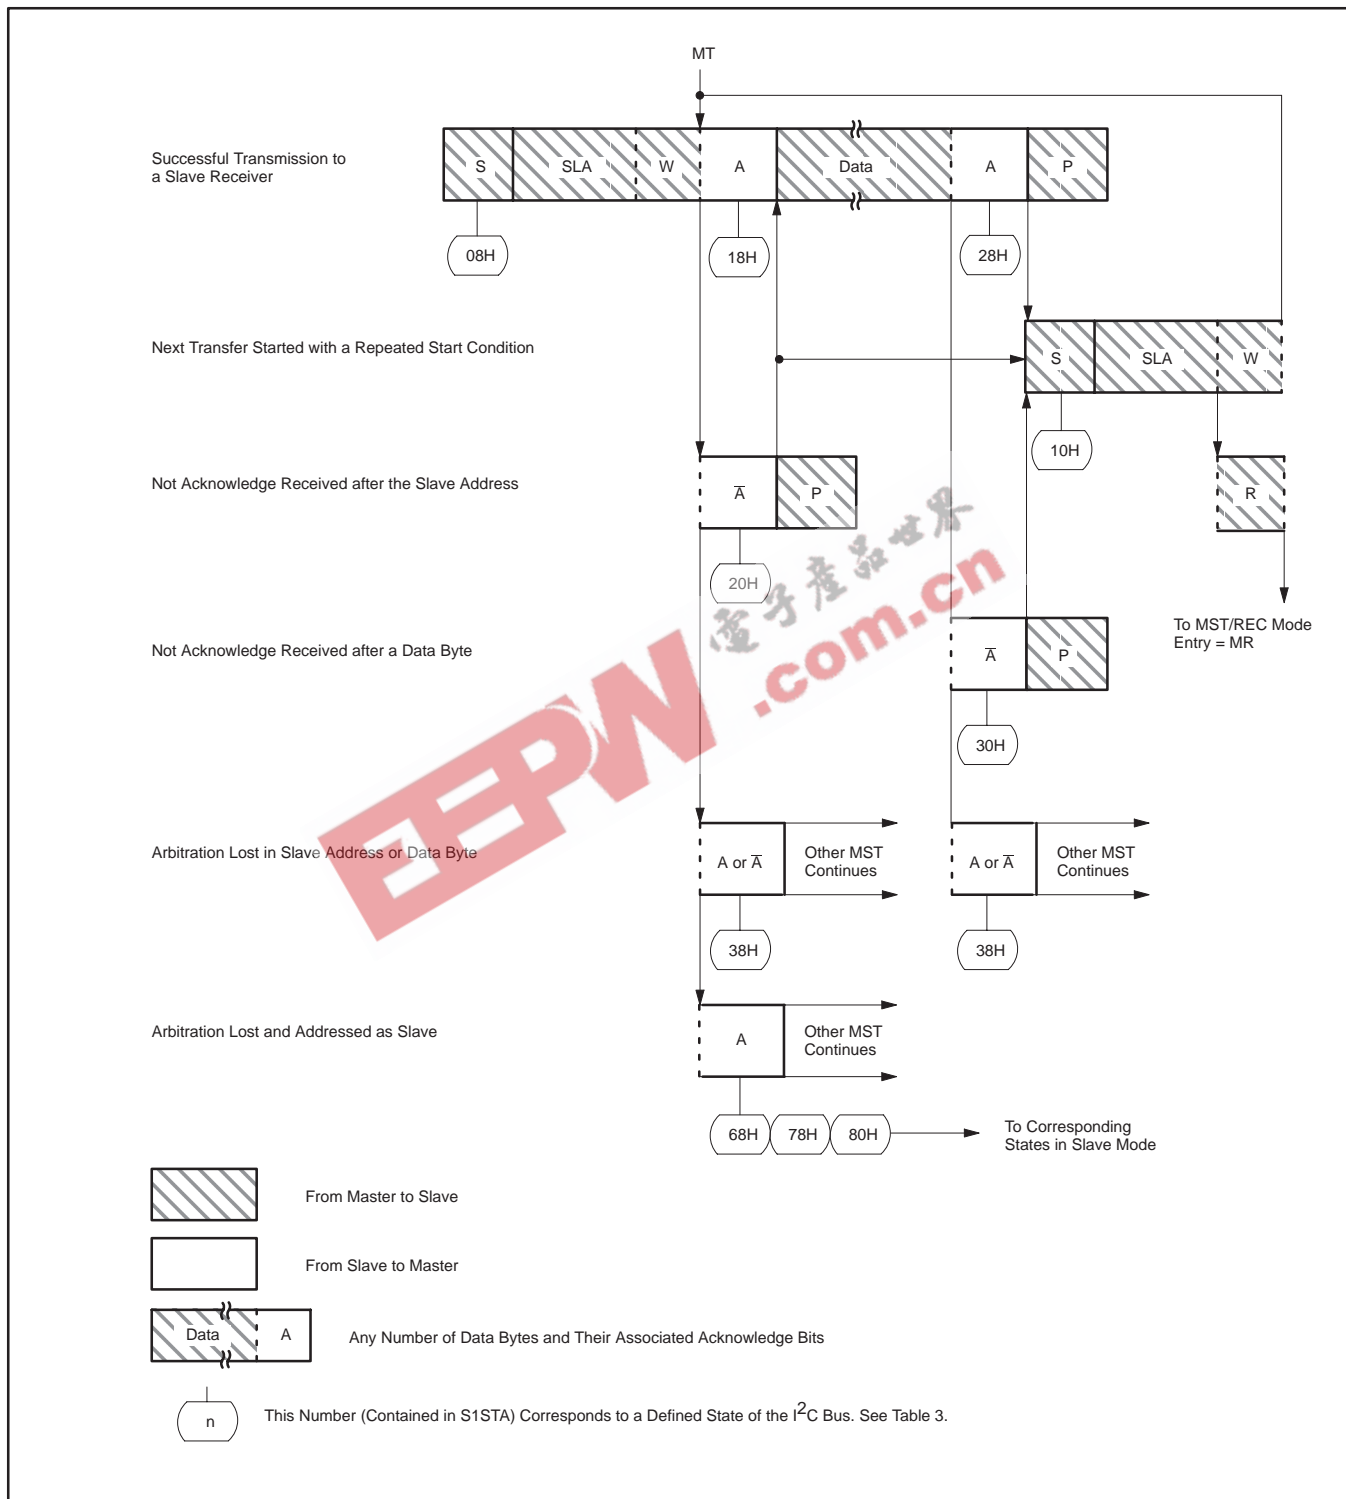 MT
Successful Transmission to
a Slave Receiver
S SLA W A Data A P
08H 18H 28H
Next Transfer Started with a Repeated Start Condition
S SLA W
10H
Not Acknowledge Received after the Slave Address
A̅ P
R
20H
電子產品世界
.com.cn
To MST/REC Mode
Entry = MR
Not Acknowledge Received after a Data Byte
A̅ P
30H
EEPW
Arbitration Lost in Slave Address or Data Byte
A or A̅
Other MST
Continues
A or A̅
Other MST
Continues
38H 38H
Arbitration Lost and Addressed as Slave
A
Other MST
Continues
68H 78H 80H
To Corresponding
States in Slave Mode
From Master to Slave
From Slave to Master
Data A
Any Number of Data Bytes and Their Associated Acknowledge Bits
n
This Number (Contained in S1STA) Corresponds to a Defined State of the I²C Bus. See Table 3.